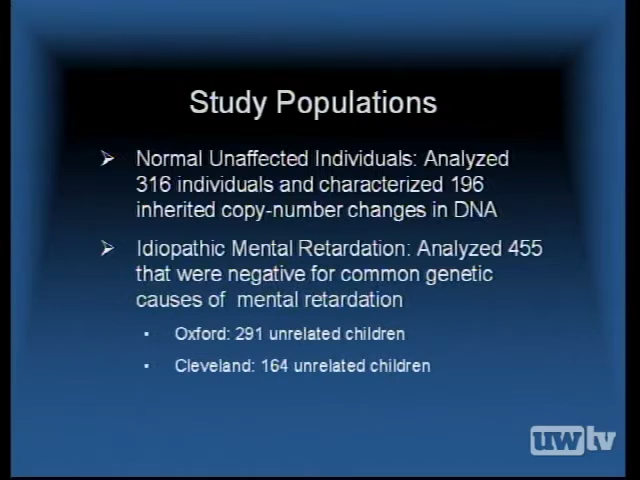 Study Populations
➢ Normal Unaffected Individuals: Analyzed
316 individuals and characterized 196
inherited copy-number changes in DNA
➢ Idiopathic Mental Retardation: Analyzed 455
that were negative for common genetic
causes of mental retardation
• Oxford: 291 unrelated children
• Cleveland: 164 unrelated children
uwtv